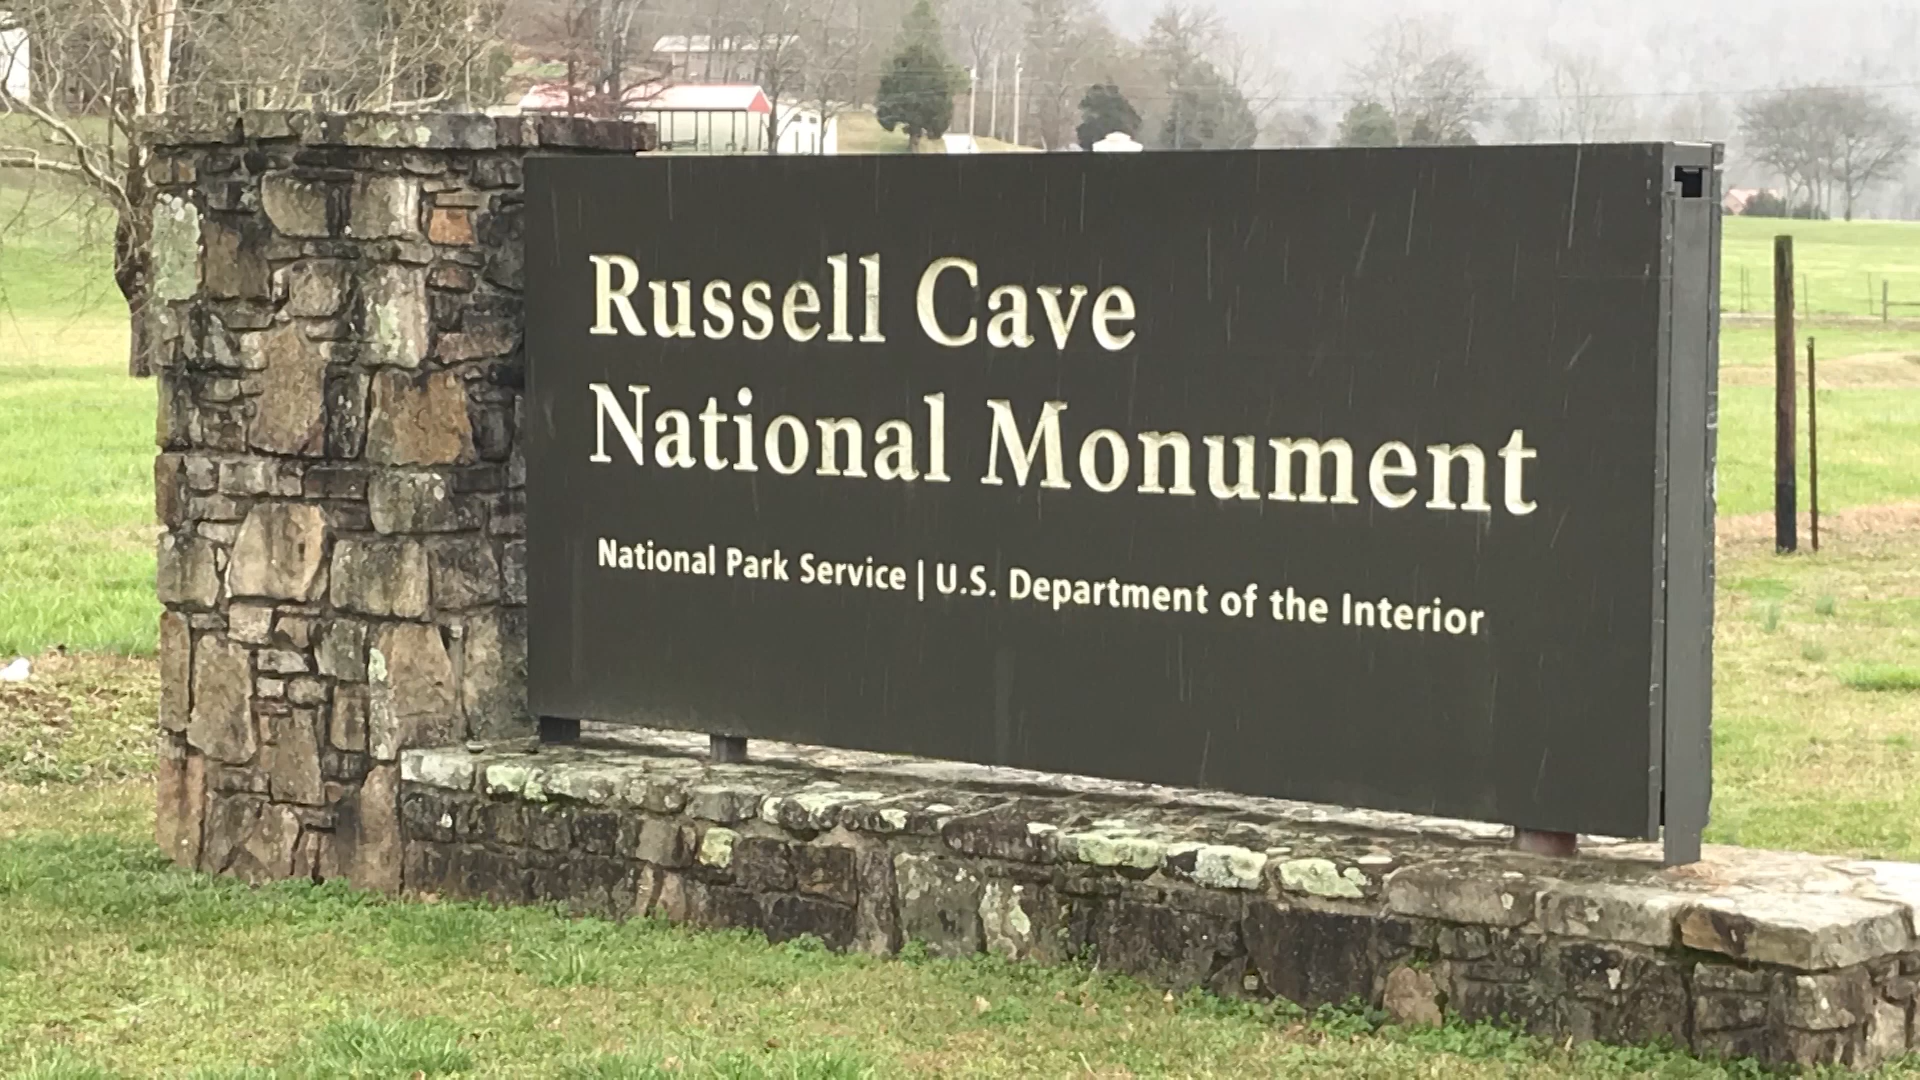 Russell Cave
National Monument
National Park Service | U.S. Department of the Interior